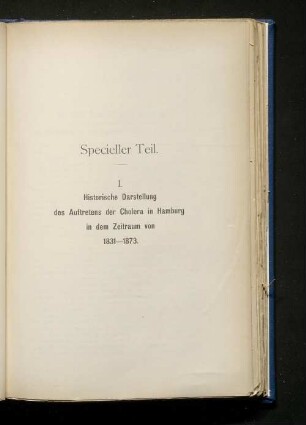 Specieller Teil.
I.
Historische Darstellung
des Auftretens der Cholera in Hamburg
in dem Zeitraum von
1831—1873.